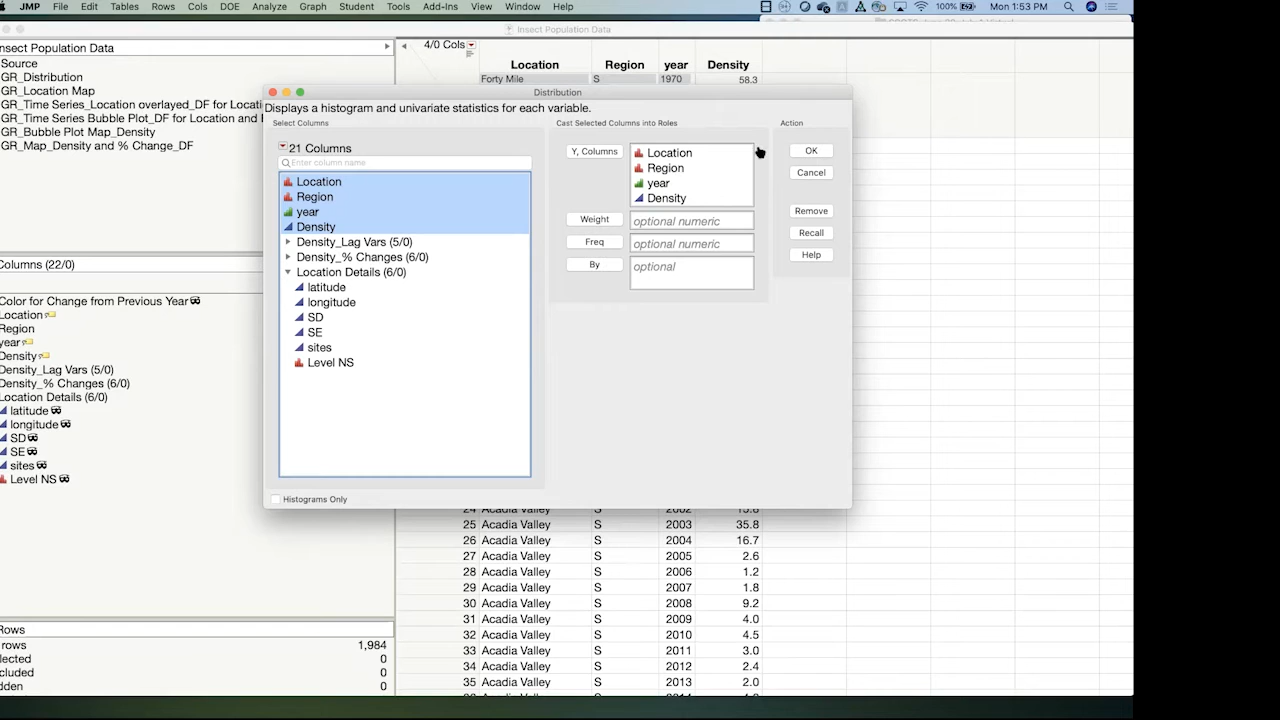 JMP File Edit Tables Rows Cols DOE Analyze Graph Student Tools Add-Ins View Window Help 100% Mon 1:53 PM
Insect Population Data
nsect Population Data
Source
GR_Distribution
GR_Location Map
GR_Time Series_Location overlayed_DF for Locati
GR_Time Series Bubble Plot_DF for Location and
GR_Bubble Plot Map_Density
GR_Map_Density and % Change_DF
Columns (22/0)
Color for Change from Previous Year
Location
Region
year
Density
Density_Lag Vars (5/0)
Density_% Changes (6/0)
Location Details (6/0)
latitude
longitude
SD
SE
sites
Level NS
Rows
rows 1,984
lected 0
cluded 0
dden 0
4/0 Cols
Location Region year Density
Forty Mile S 1970 58.3
Distribution
Displays a histogram and univariate statistics for each variable.
Select Columns
21 Columns
Enter column name
Location
Region
year
Density
Density_Lag Vars (5/0)
Density_% Changes (6/0)
Location Details (6/0)
latitude
longitude
SD
SE
sites
Level NS
Histograms Only
Cast Selected Columns into Roles
Y, Columns
Location
Region
year
Density
Weight optional numeric
Freq optional numeric
By optional
Action
OK
Cancel
Remove
Recall
Help
24 Acadia Valley S 2002
25 Acadia Valley S 2003 35.8
26 Acadia Valley S 2004 16.7
27 Acadia Valley S 2005 2.6
28 Acadia Valley S 2006 1.2
29 Acadia Valley S 2007 1.8
30 Acadia Valley S 2008 9.2
31 Acadia Valley S 2009 4.0
32 Acadia Valley S 2010 4.5
33 Acadia Valley S 2011 3.0
34 Acadia Valley S 2012 2.4
35 Acadia Valley S 2013 2.0